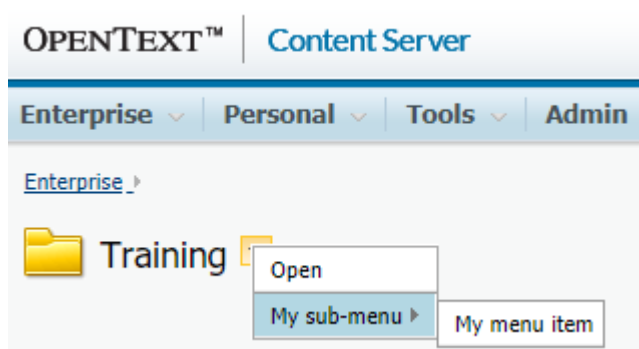 OPENTEXT™ Content Server
Enterprise Personal Tools Admin
Enterprise
Training
Open
My sub-menu
My menu item